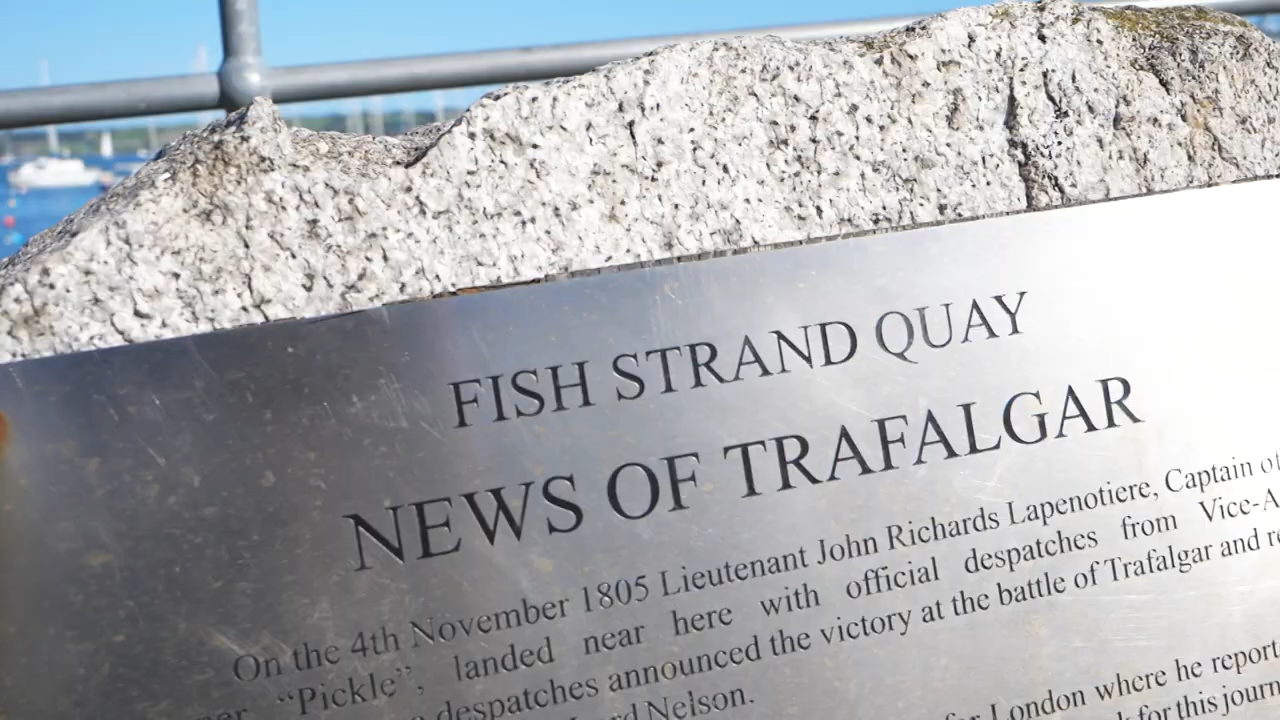 FISH STRAND QUAY
NEWS OF TRAFALGAR
On the 4th November 1805 Lieutenant John Richards Lapenotiere, Captain of
"Pickle", landed near here with official despatches from Vice-A
despatches announced the victory at the battle of Trafalgar and re
Nelson.
London where he report
for this journ